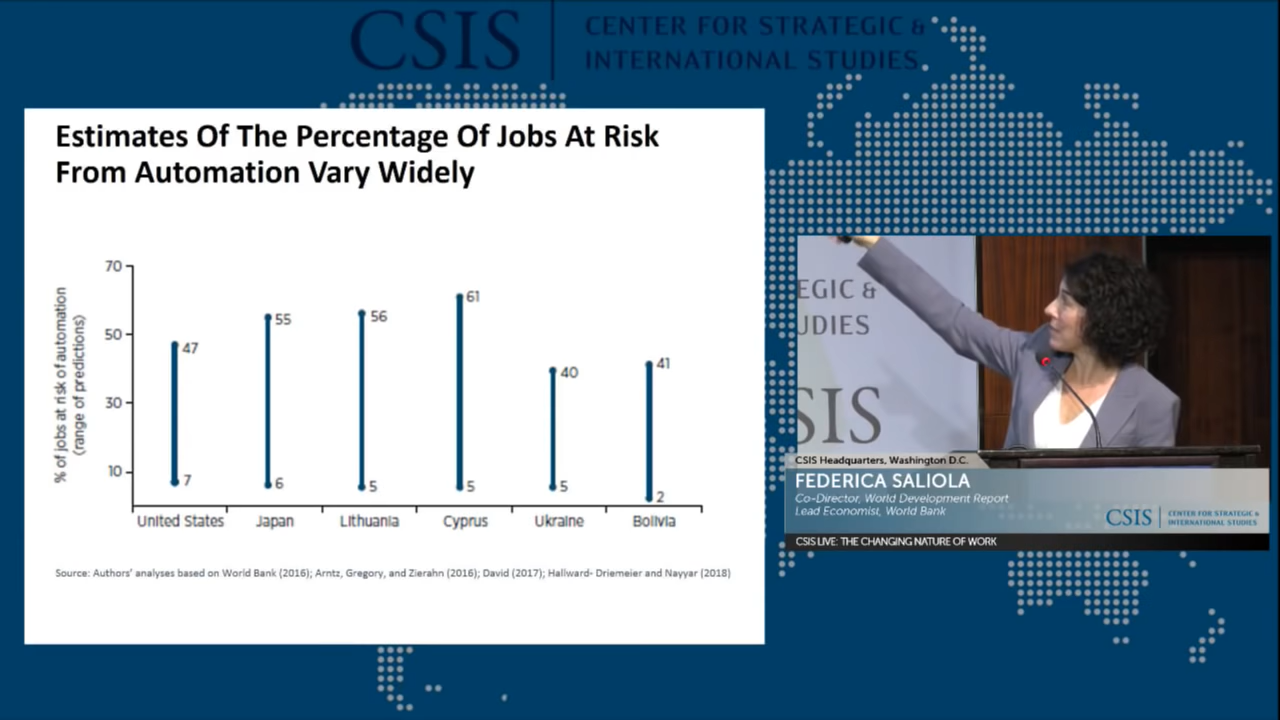 CSIS
CENTER FOR STRATEGIC &
INTERNATIONAL STUDIES
Estimates Of The Percentage Of Jobs At Risk
From Automation Vary Widely
% of jobs at risk of automation
(range of predictions)
70
50
30
10
47
7
55
6
56
5
61
5
40
5
41
2
United States
Japan
Lithuania
Cyprus
Ukraine
Bolivia
Source: Authors' analyses based on World Bank (2016); Arntz, Gregory, and Zierahn (2016); David (2017); Hallward- Driemeier and Nayyar (2018)
EGIC &
UDIES
SIS
CSIS Headquarters, Washington D.C.
FEDERICA SALIOLA
Co-Director, World Development Report
Lead Economist, World Bank
CSIS
CENTER FOR STRATEGIC &
INTERNATIONAL STUDIES
CSIS LIVE: THE CHANGING NATURE OF WORK